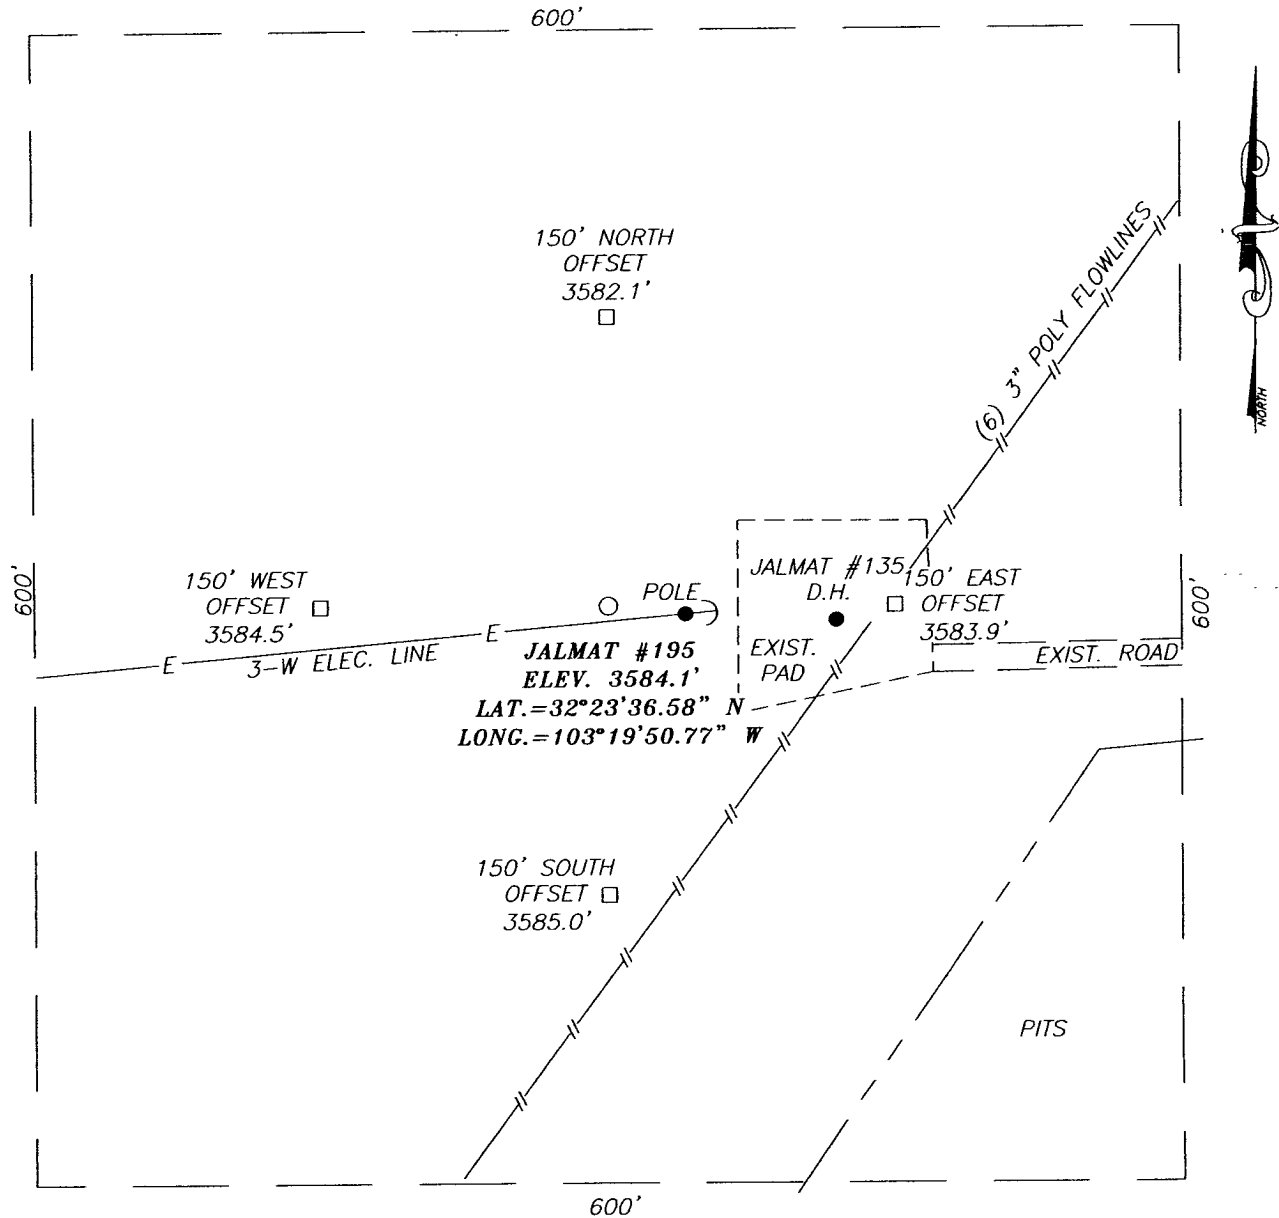 600'
150' NORTH
OFFSET
3582.1'
(6) 3" POLY FLOWLINES
NORTH
600'
150' WEST
OFFSET
3584.5'
POLE
JALMAT #135
D.H.
150' EAST
OFFSET
3583.9'
600'
E
E
3-W ELEC. LINE
JALMAT #195
ELEV. 3584.1'
LAT.=32°23'36.58" N
LONG.=103°19'50.77" W
EXIST.
PAD
EXIST. ROAD
150' SOUTH
OFFSET
3585.0'
PITS
600'